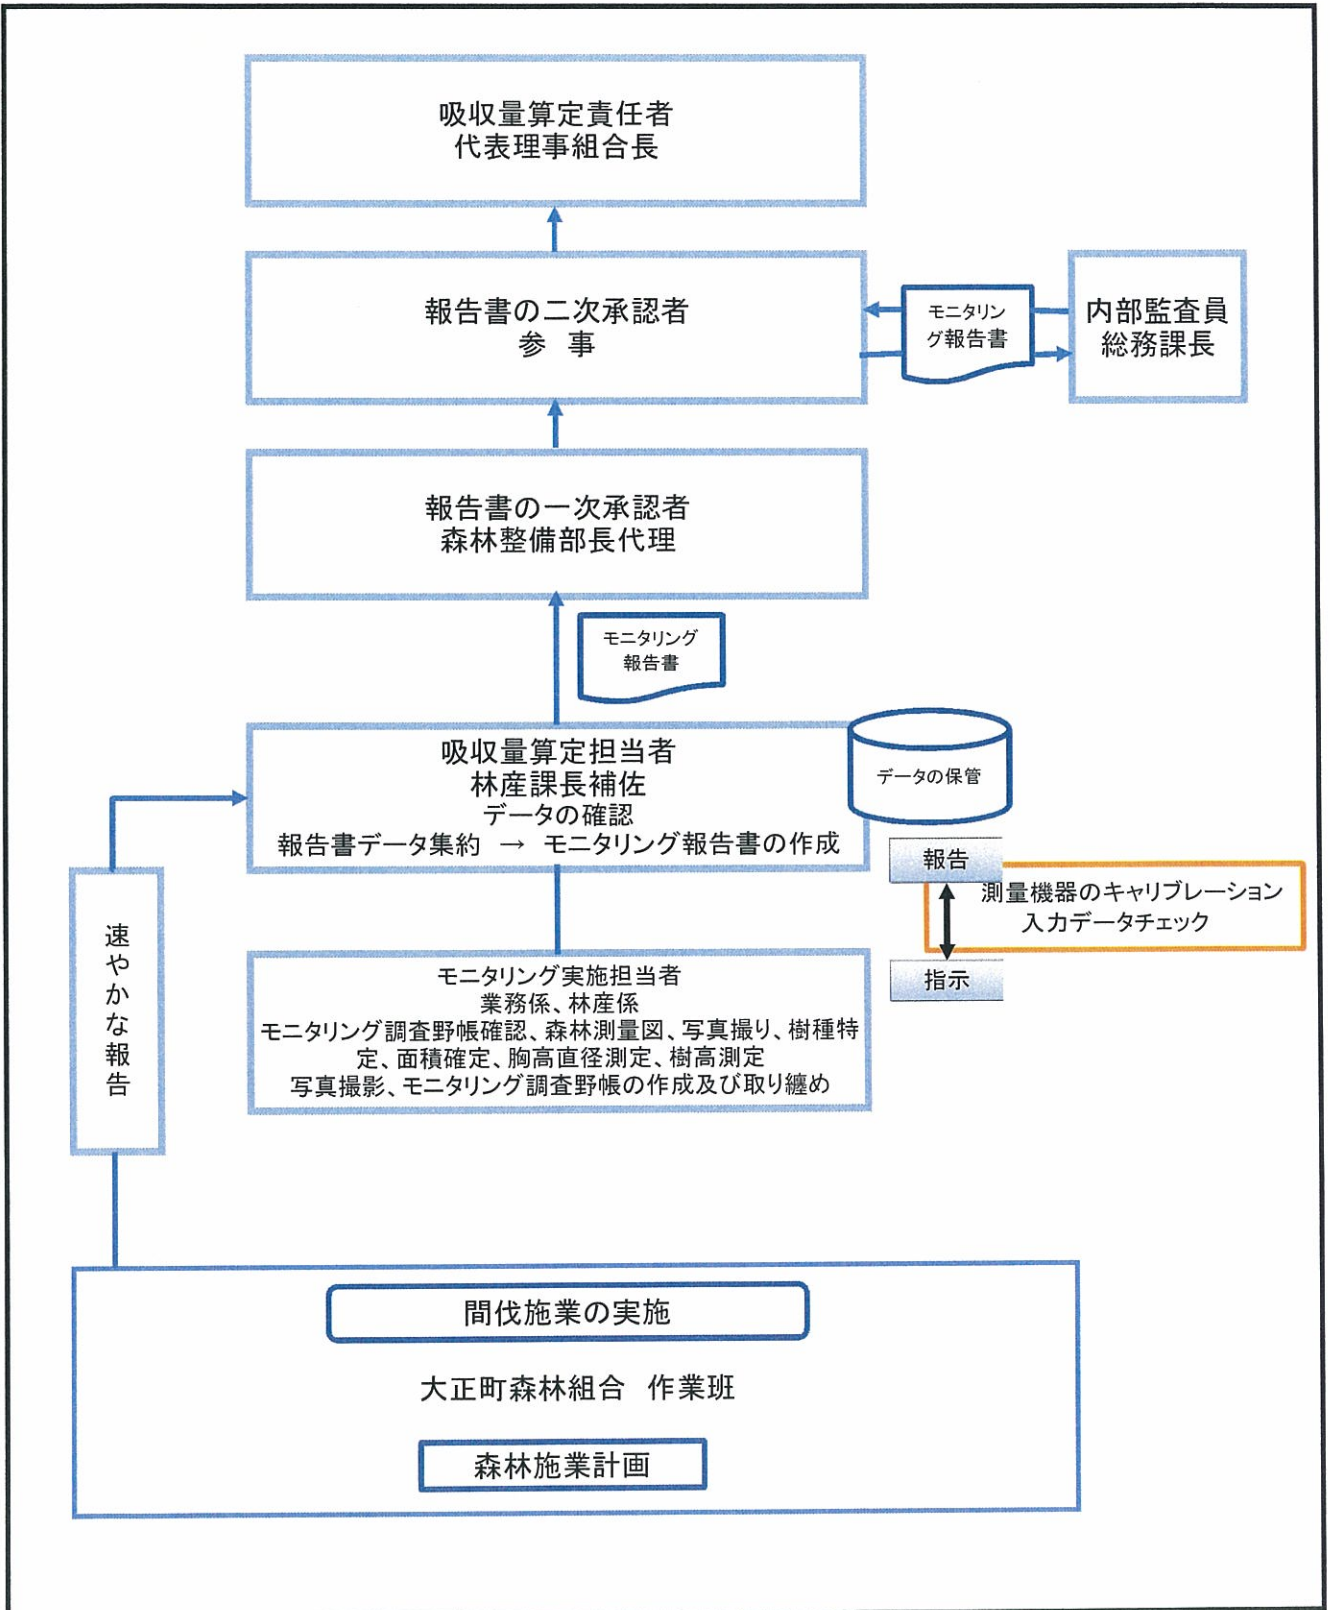 吸収量算定責任者
代表理事組合長
報告書の二次承認者
参　事
モニタリン
グ報告書
内部監査員
総務課長
報告書の一次承認者
森林整備部長代理
モニタリング
報告書
吸収量算定担当者
林産課長補佐
データの確認
報告書データ集約 → モニタリング報告書の作成
データの保管
報告
測量機器のキャリブレーション
入力データチェック
指示
速やかな報告
モニタリング実施担当者
業務係、林産係
モニタリング調査野帳確認、森林測量図、写真撮り、樹種特
定、面積確定、胸高直径測定、樹高測定
写真撮影、モニタリング調査野帳の作成及び取り纏め
間伐施業の実施
大正町森林組合　作業班
森林施業計画